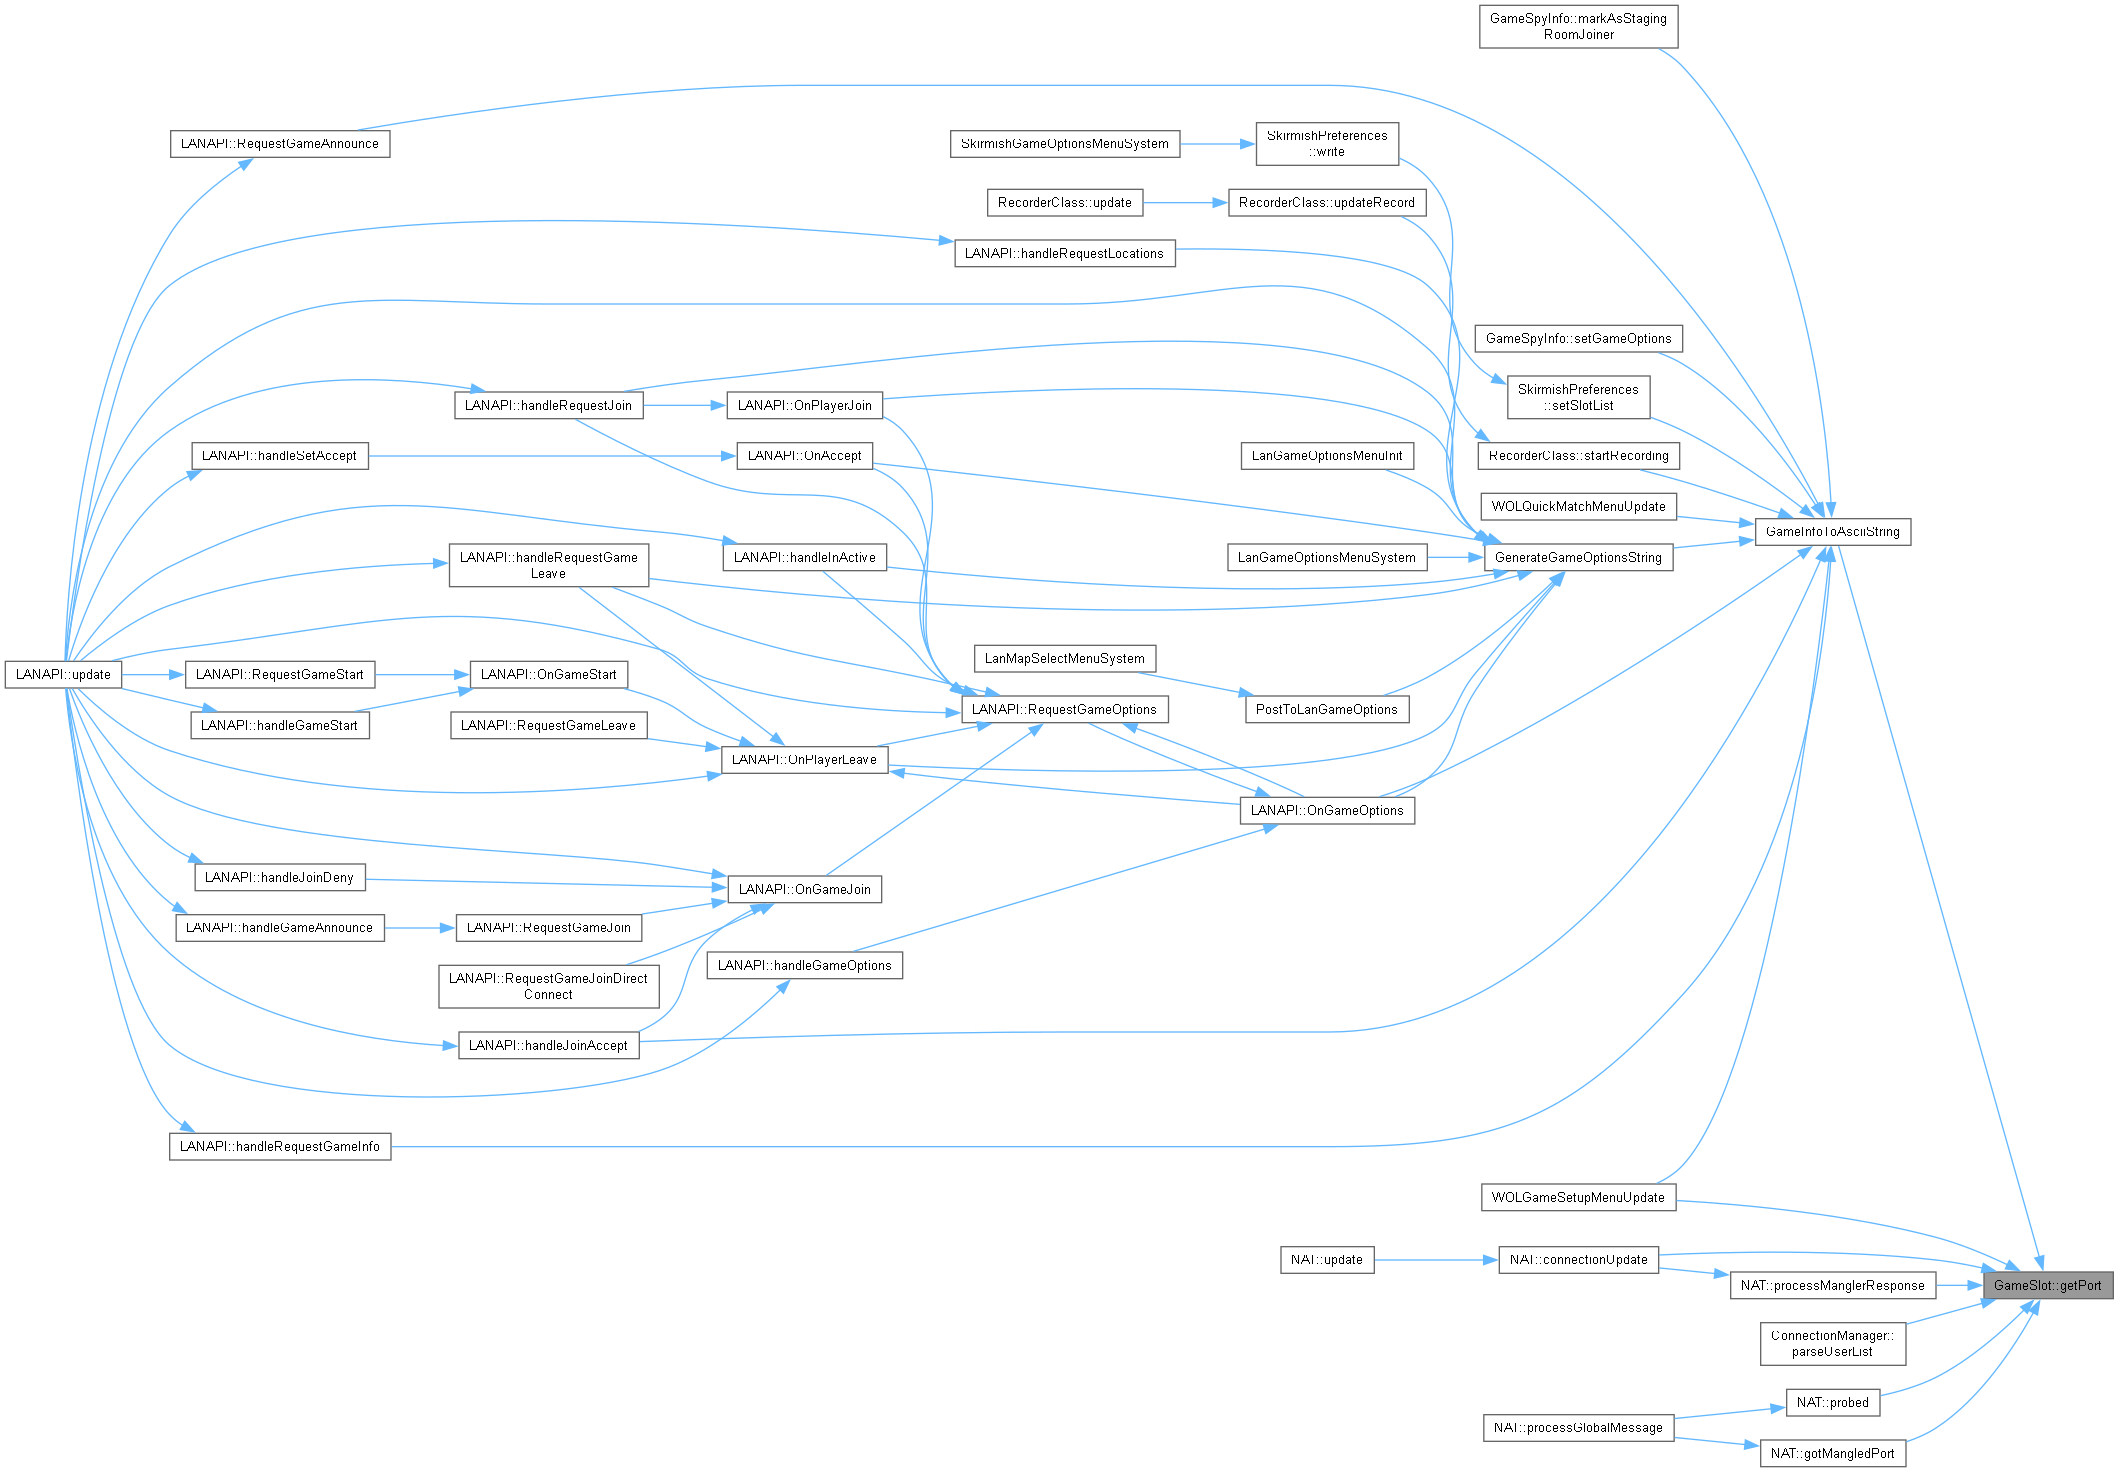 GameSpyInfo::markAsStaging
RoomJoiner
LANAPI::RequestGameAnnounce
SkirmishGameOptionsMenuSystem
SkirmishPreferences
::write
RecorderClass::update
RecorderClass::updateRecord
LANAPI::handleRequestLocations
GameSpyInfo::setGameOptions
SkirmishPreferences
::setSlotList
LANAPI::handleRequestJoin
LANAPI::OnPlayerJoin
LANAPI::handleSetAccept
LANAPI::OnAccept
LanGameOptionsMenuInit
RecorderClass::startRecording
WOLQuickMatchMenuUpdate
GameInfoToAsciiString
LANAPI::handleRequestGame
Leave
LANAPI::handleInActive
LanGameOptionsMenuSystem
GenerateGameOptionsString
LanMapSelectMenuSystem
LANAPI::update
LANAPI::RequestGameStart
LANAPI::OnGameStart
LANAPI::RequestGameOptions
PostToLanGameOptions
LANAPI::handleGameStart
LANAPI::RequestGameLeave
LANAPI::OnPlayerLeave
LANAPI::OnGameOptions
LANAPI::handleJoinDeny
LANAPI::OnGameJoin
LANAPI::handleGameAnnounce
LANAPI::RequestGameJoin
LANAPI::handleGameOptions
LANAPI::RequestGameJoinDirect
Connect
LANAPI::handleJoinAccept
LANAPI::handleRequestGameInfo
WOLGameSetupMenuUpdate
NAT::update
NAT::connectionUpdate
NAT::processManglerResponse
GameSlot::getPort
ConnectionManager::
parseUserList
NAT::probed
NAT::processGlobalMessage
NAT::gotMangledPort